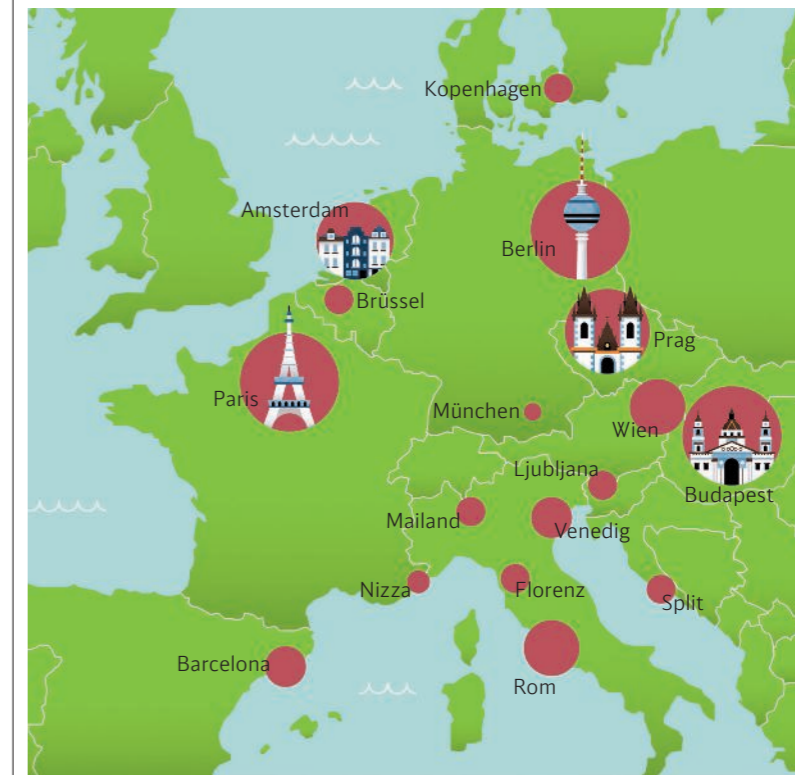 Kopenhagen
Amsterdam
Berlin
Brüssel
Prag
Paris
München
Wien
Ljubljana
Budapest
Mailand
Venedig
Nizza
Florenz
Split
Barcelona
Rom